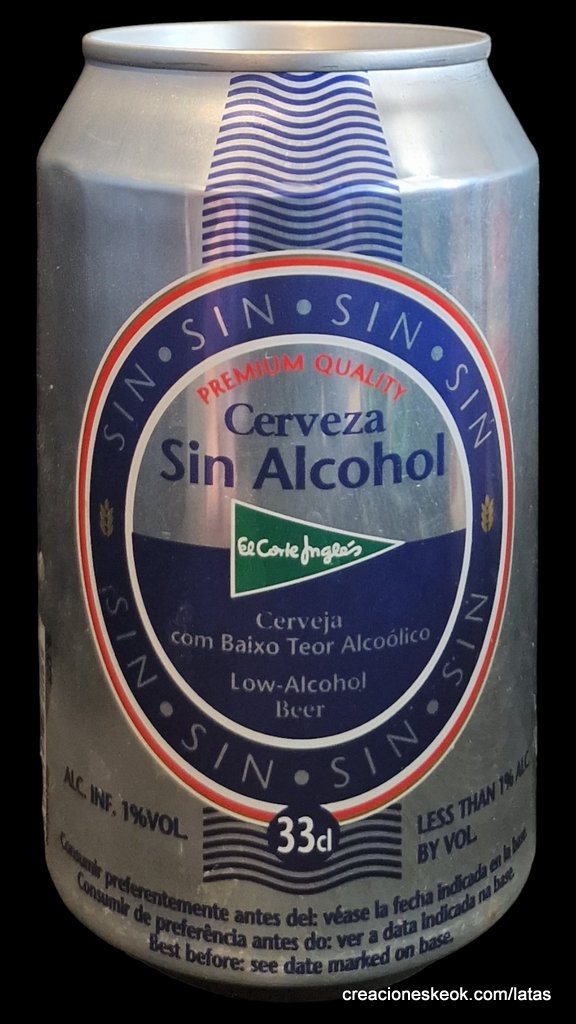 SIN • SIN • SIN • SIN
PREMIUM QUALITY
Cerveza
Sin Alcohol
El Corte Inglés
Cerveja
com Baixo Teor Alcoólico
Low-Alcohol
Beer
SIN • SIN • SIN • SIN
ALC. INF. 1%VOL.
33cl
LESS THAN 1% ALC
BY VOL.
Consumir preferentemente antes del: véase la fecha indicada en la base
Consumir de preferência antes do: ver a data indicada na base
Best before: see date marked on base.
creacioneskeok.com/latas